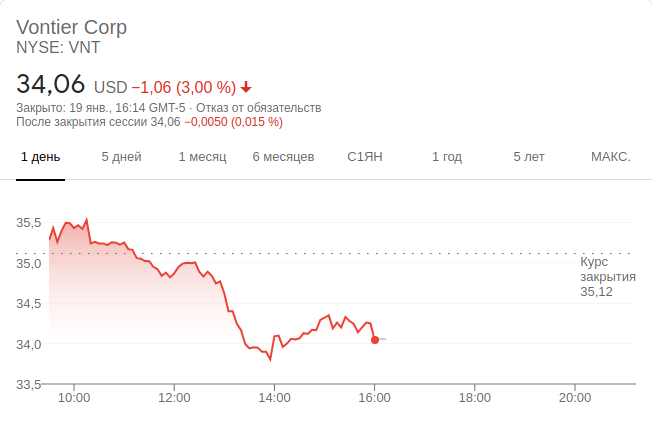 Vontier Corp
NYSE: VNT
34,06 USD −1,06 (3,00 %)
Закрыто: 19 янв., 16:14 GMT-5 · Отказ от обязательств
После закрытия сессии 34,06 −0,0050 (0,015 %)
1 день 5 дней 1 месяц 6 месяцев С1ЯН 1 год 5 лет МАКС.
35,5
35,0
34,5
34,0
33,5
Курс
закрытия
35,12
10:00 12:00 14:00 16:00 18:00 20:00